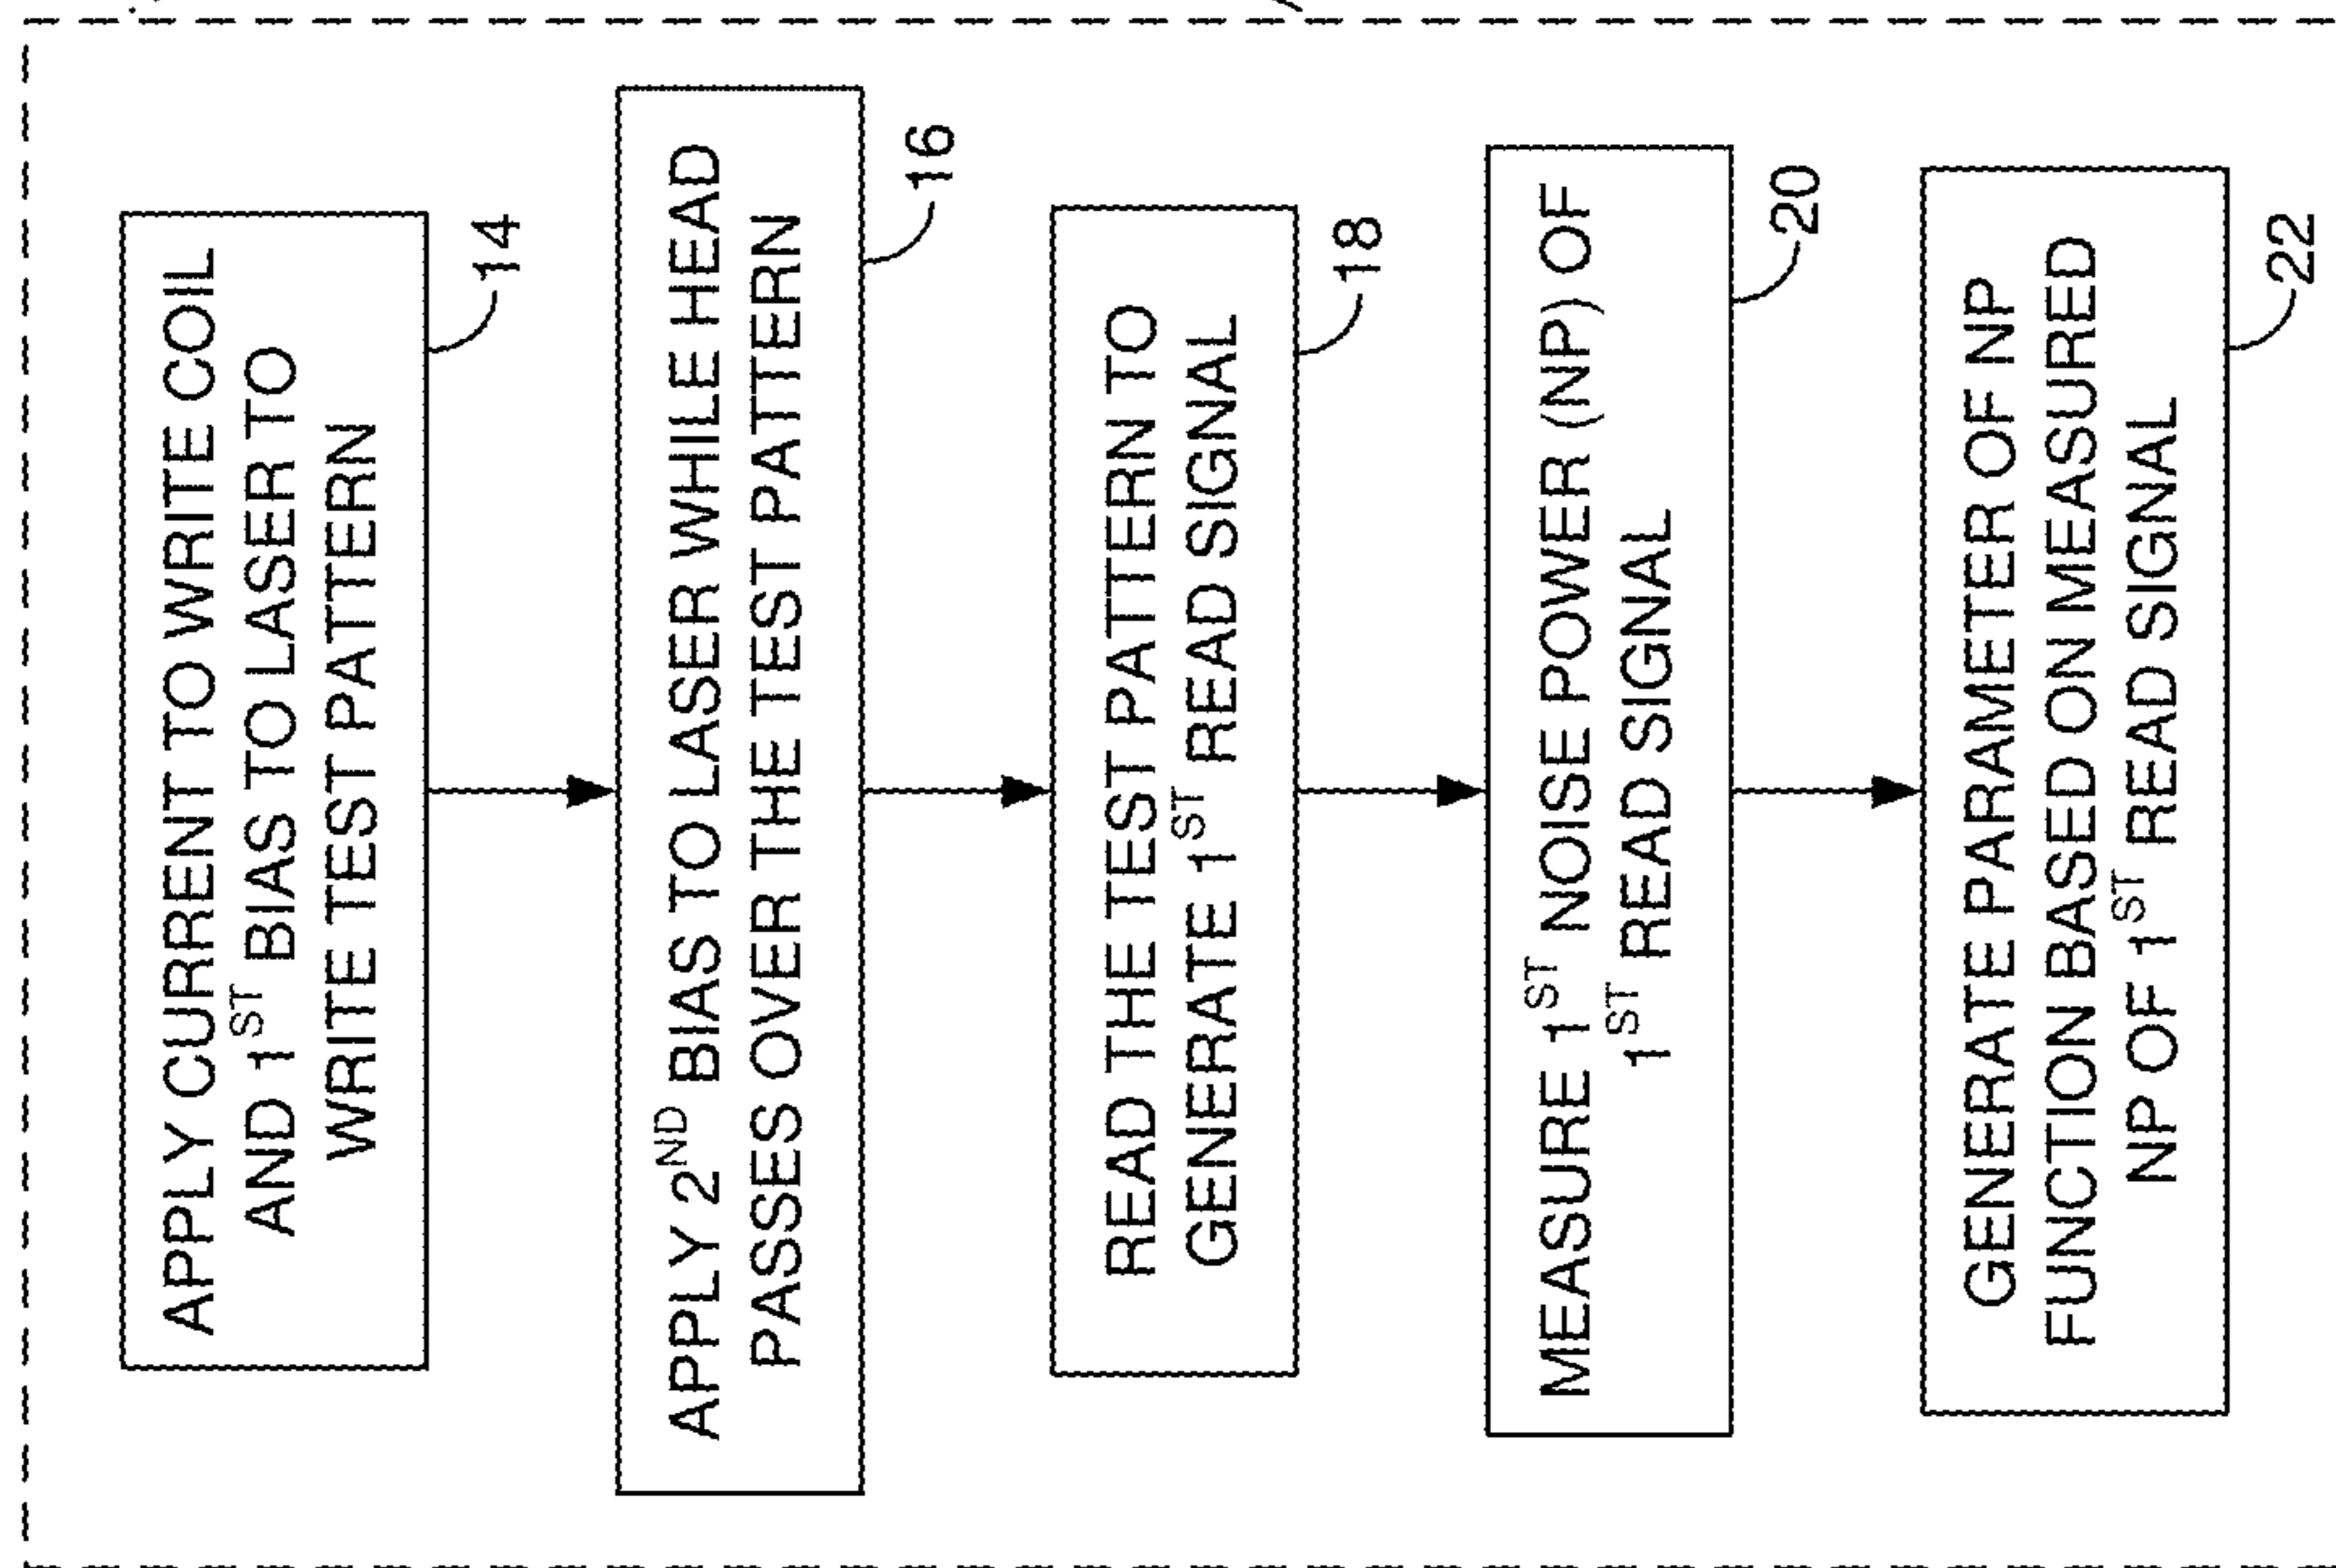 APPLY CURRENT TO WRITE COIL
AND 1ST BIAS TO LASER TO
WRITE TEST PATTERN
14
APPLY 2ND BIAS TO LASER WHILE HEAD
PASSES OVER THE TEST PATTERN
16
READ THE TEST PATTERN TO
GENERATE 1ST READ SIGNAL
18
MEASURE 1ST NOISE POWER (NP) OF
1ST READ SIGNAL
20
GENERATE PARAMETER OF NP
FUNCTION BASED ON MEASURED
NP OF 1ST READ SIGNAL
22